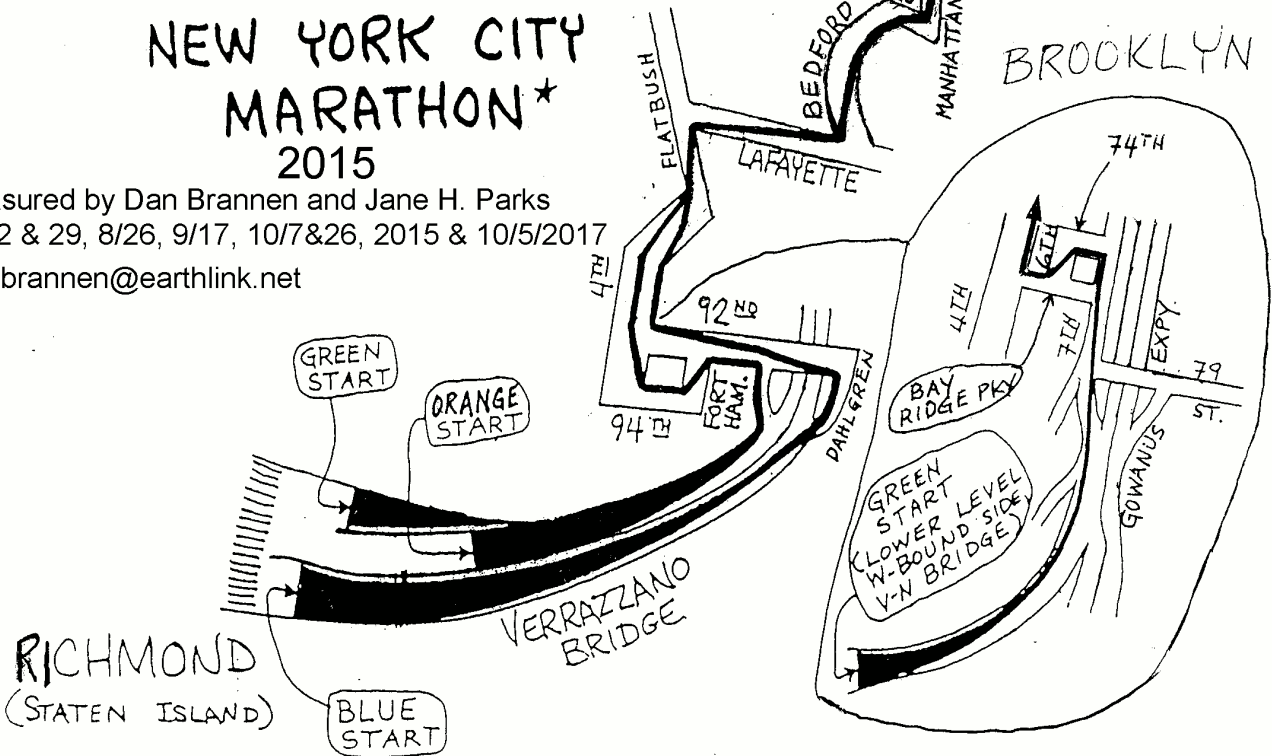 NEW YORK CITY
MARATHON*
2015
sured by Dan Brannen and Jane H. Parks
2 & 29, 8/26, 9/17, 10/7&26, 2015 & 10/5/2017
brannen@earthlink.net
BEDFORD
MANHATTAN
FLATBUSH
LAFAYETTE
4TH
92ND
94TH
FORT
HAM.
DAHLGREN
GREEN
START
ORANGE
START
BLUE
START
VERRAZZANO
BRIDGE
RICHMOND
(STATEN ISLAND)
BROOKLYN
74TH
6TH
4TH
7TH
EXPY.
79
ST.
GOWANUS
BAY
RIDGE PKY
GREEN
START
(LOWER LEVEL
W-BOUND SIDE,
V-N BRIDGE)